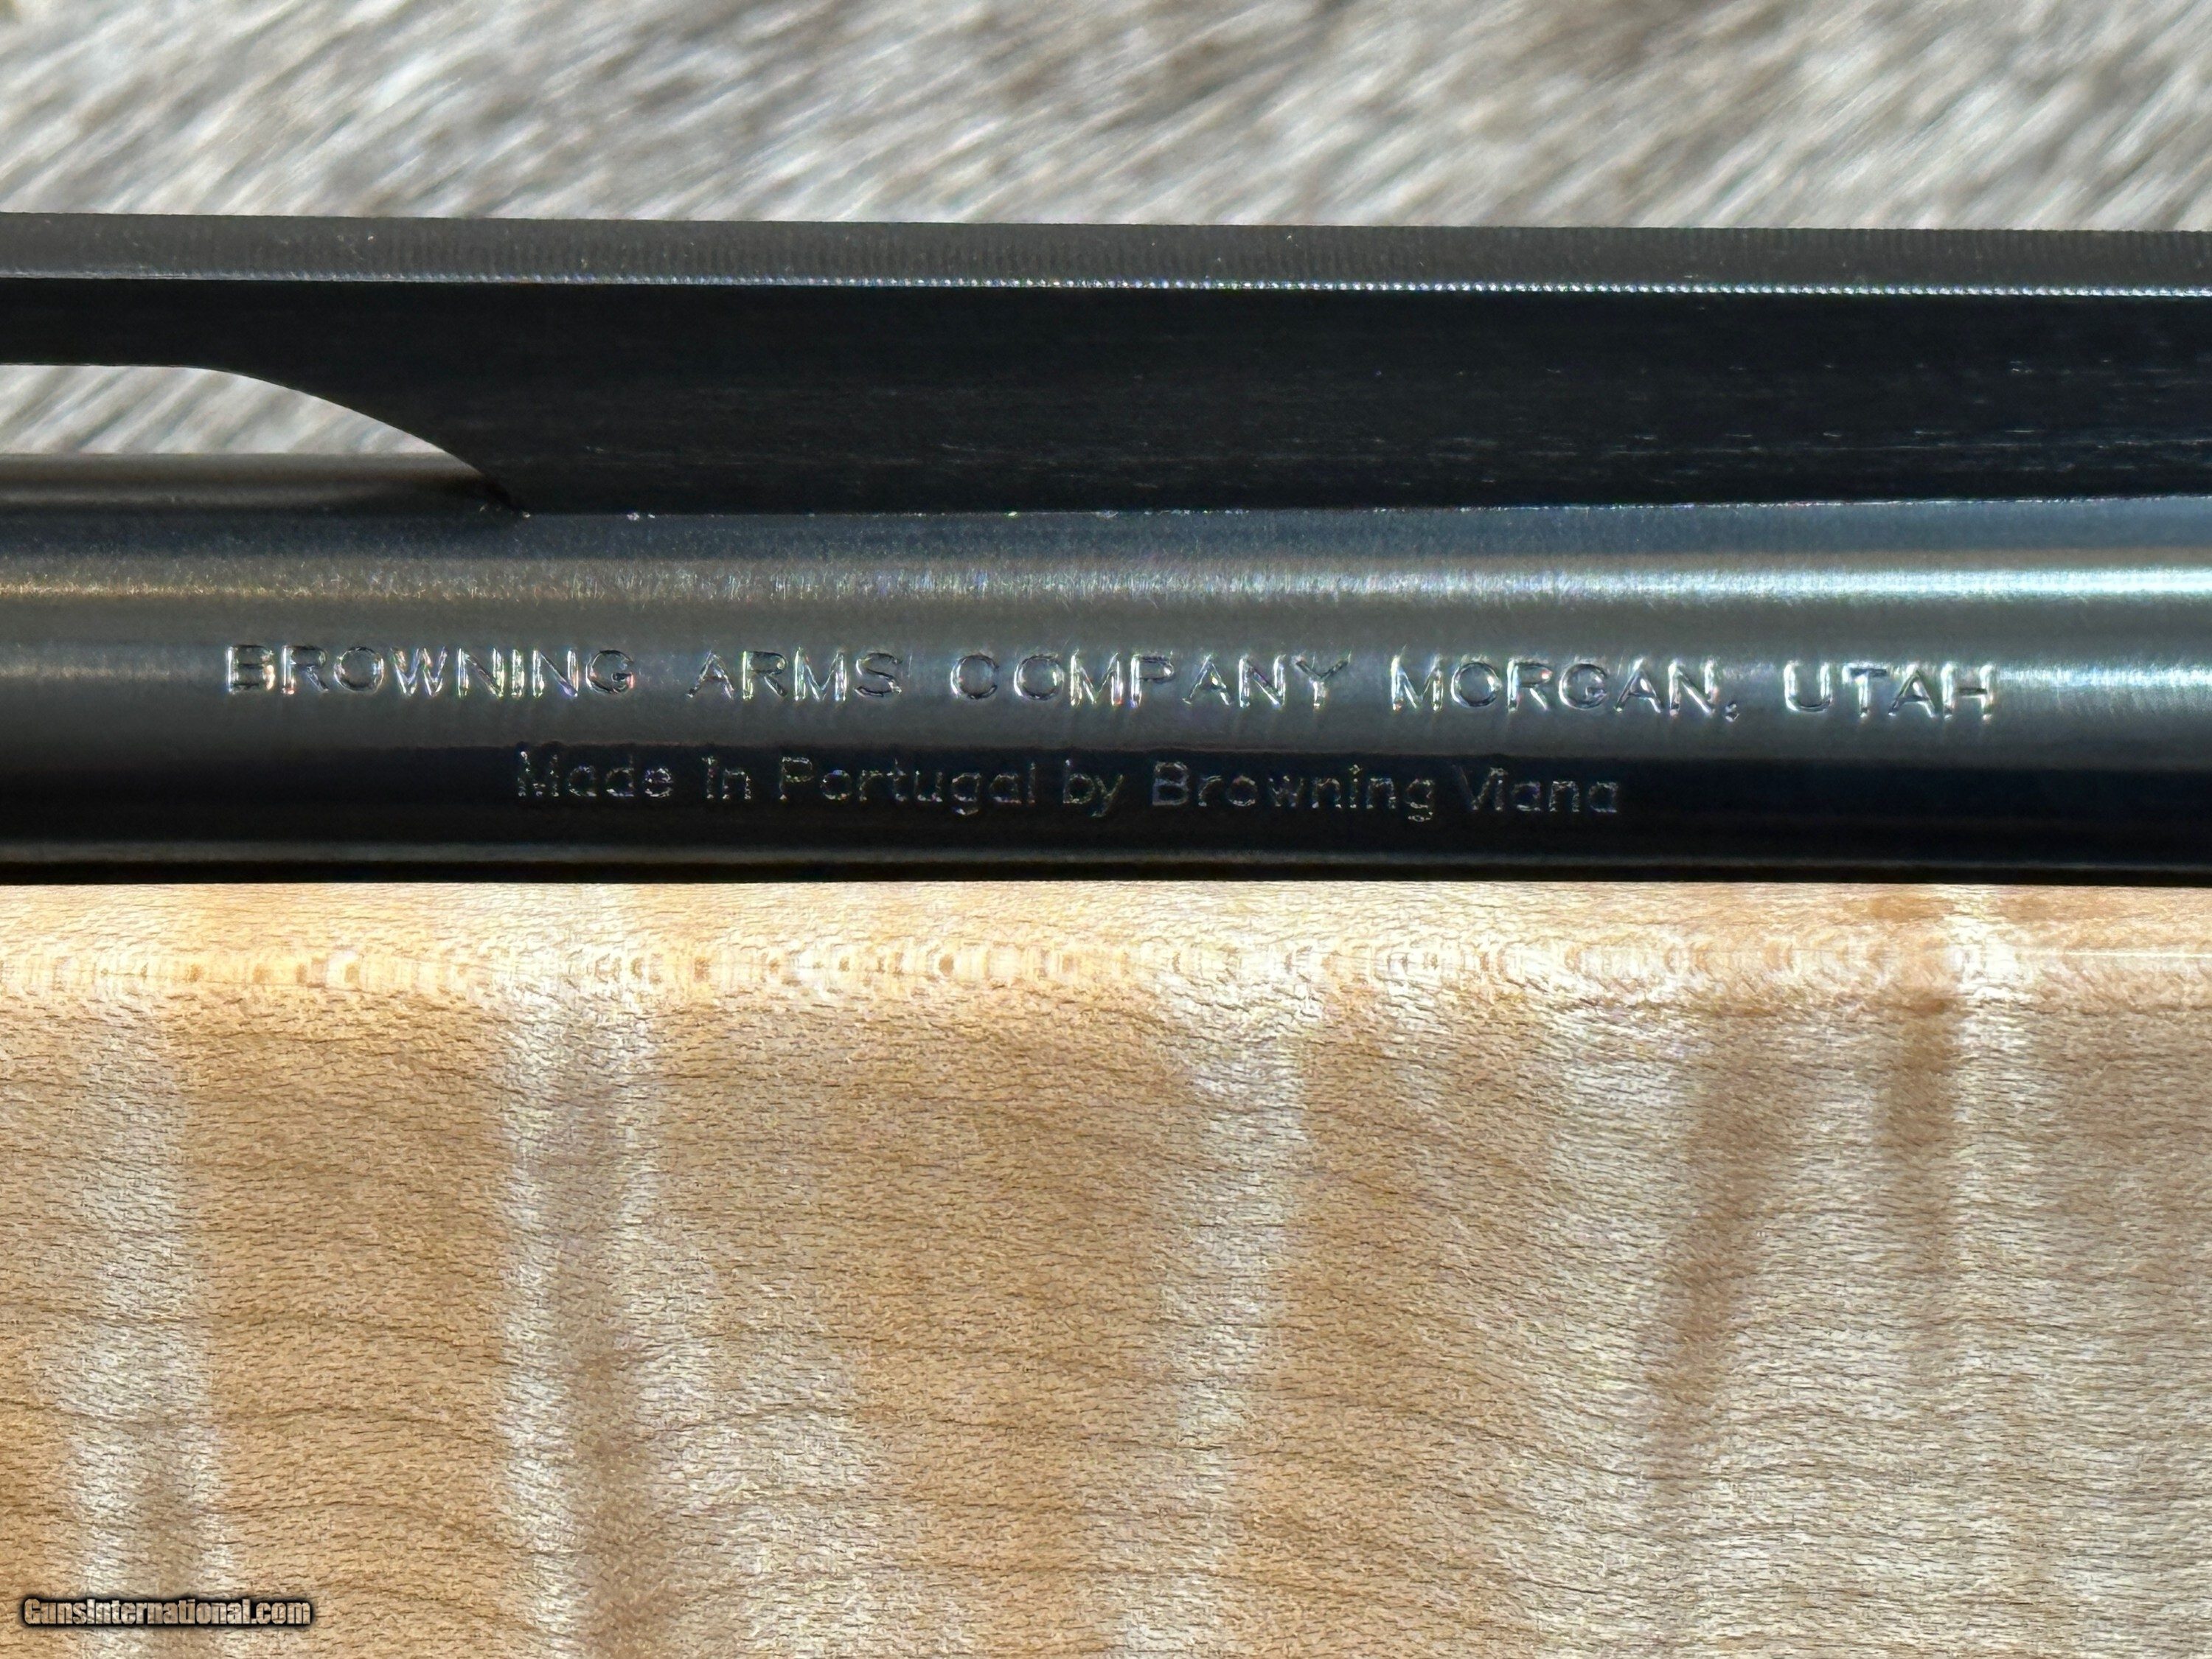 BROWNING ARMS COMPANY MORGAN, UTAH
Made in Portugal by Browning Viana
GunsInternational.com